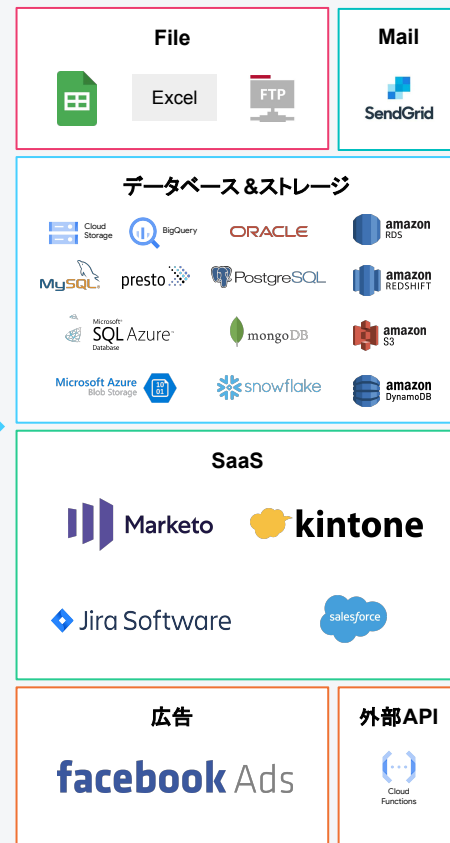 File
Mail
Excel
FTP
SendGrid
データベース &ストレージ
Cloud
Storage
BigQuery
ORACLE
amazon
RDS
MySQL®
presto
PostgreSQL
amazon
REDSHIFT
Microsoft®
SQL Azure™
Database
mongoDB
amazon
S3
Microsoft Azure
Blob Storage
10
01
snowflake
amazon
DynamoDB
SaaS
Marketo
kintone
Jira Software
salesforce
広告
外部API
facebook Ads
Cloud
Functions